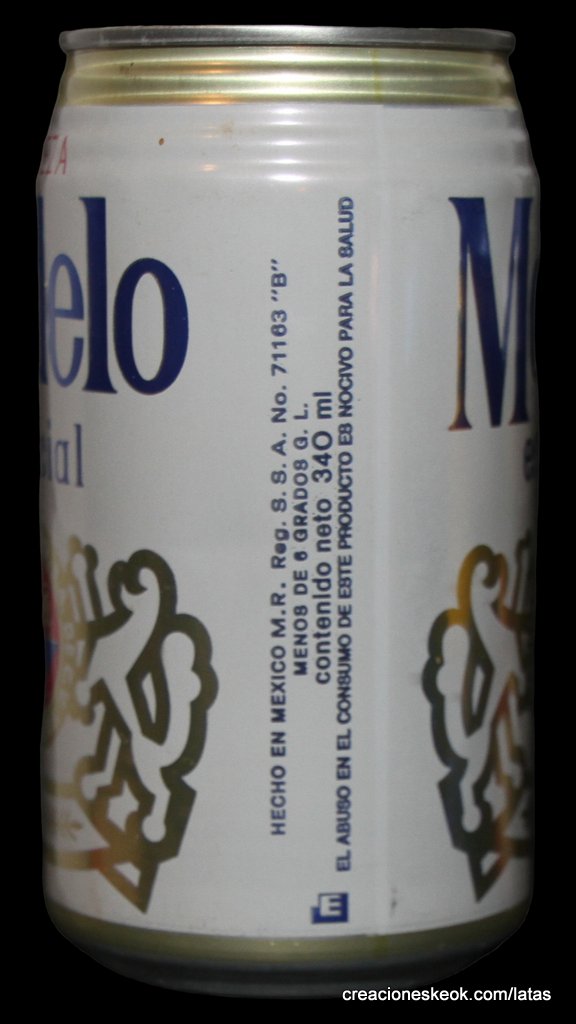 elo
ial
HECHO EN MEXICO M.R. Reg. S.S.A. No. 71163 "B"
MENOS DE 6 GRADOS G. L.
contenido neto 340 ml
EL ABUSO EN EL CONSUMO DE ESTE PRODUCTO ES NOCIVO PARA LA SALUD
M
e
creacioneskeok.com/latas